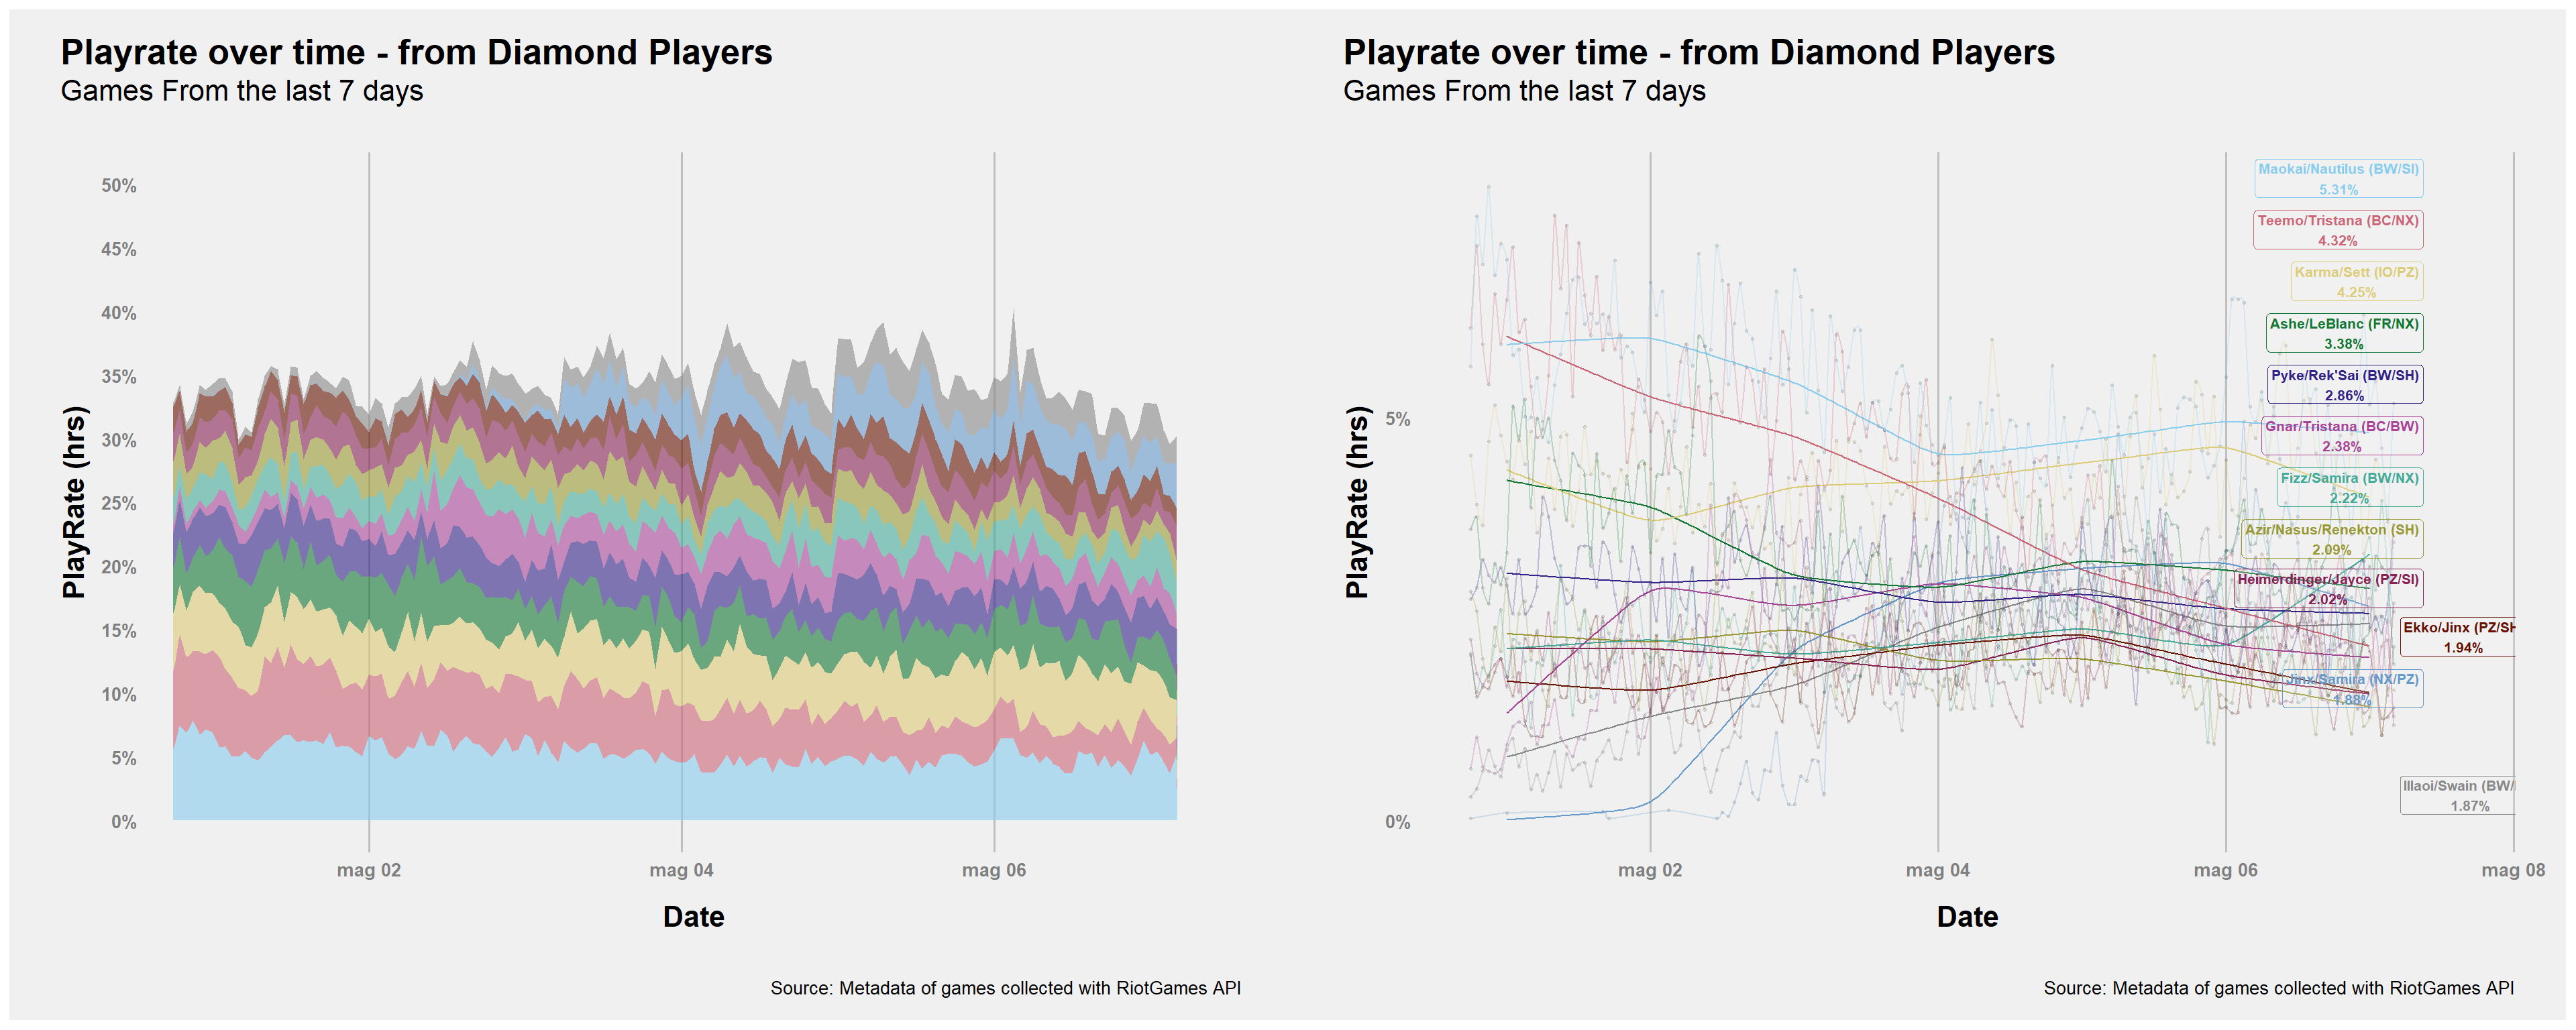 Playrate over time - from Diamond Players
Games From the last 7 days
PlayRate (hrs)
50%
45%
40%
35%
30%
25%
20%
15%
10%
5%
0%
mag 02
mag 04
mag 06
Date
Source: Metadata of games collected with RiotGames API
Playrate over time - from Diamond Players
Games From the last 7 days
PlayRate (hrs)
5%
0%
Maokai/Nautilus (BW/SI)
5.31%
Teemo/Tristana (BC/NX)
4.32%
Karma/Sett (IO/PZ)
4.25%
Ashe/LeBlanc (FR/NX)
3.38%
Pyke/Rek'Sai (BW/SH)
2.86%
Gnar/Tristana (BC/BW)
2.38%
Fizz/Samira (BW/NX)
2.22%
Azir/Nasus/Renekton (SH)
2.09%
Heimerdinger/Jayce (PZ/SI)
2.02%
Ekko/Jinx (PZ/SH
1.94%
Jinx/Samira (NX/PZ)
1.88%
Illaoi/Swain (BW/
1.87%
mag 02
mag 04
mag 06
mag 08
Date
Source: Metadata of games collected with RiotGames API